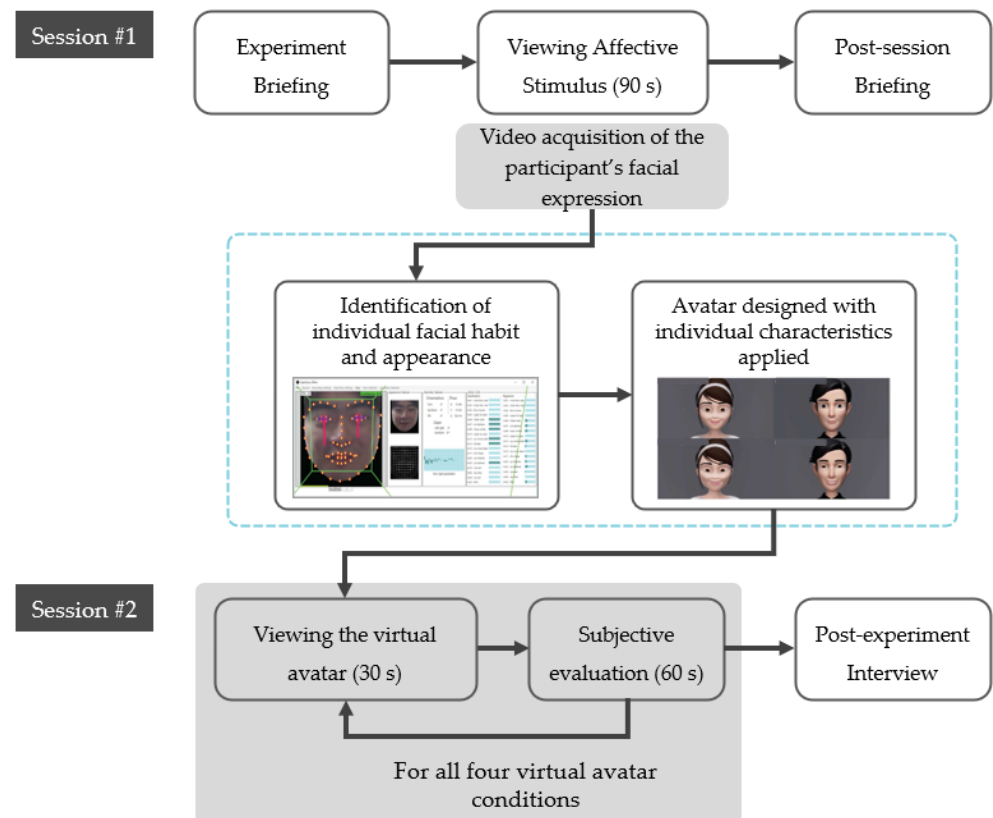 Session #1
Experiment
Briefing
Viewing Affective
Stimulus (90 s)
Post-session
Briefing
Video acquisition of the
participant's facial
expression
Identification of
individual facial habit
and appearance
Avatar designed with
individual characteristics
applied
Session #2
Viewing the virtual
avatar (30 s)
Subjective
evaluation (60 s)
Post-experiment
Interview
For all four virtual avatar
conditions